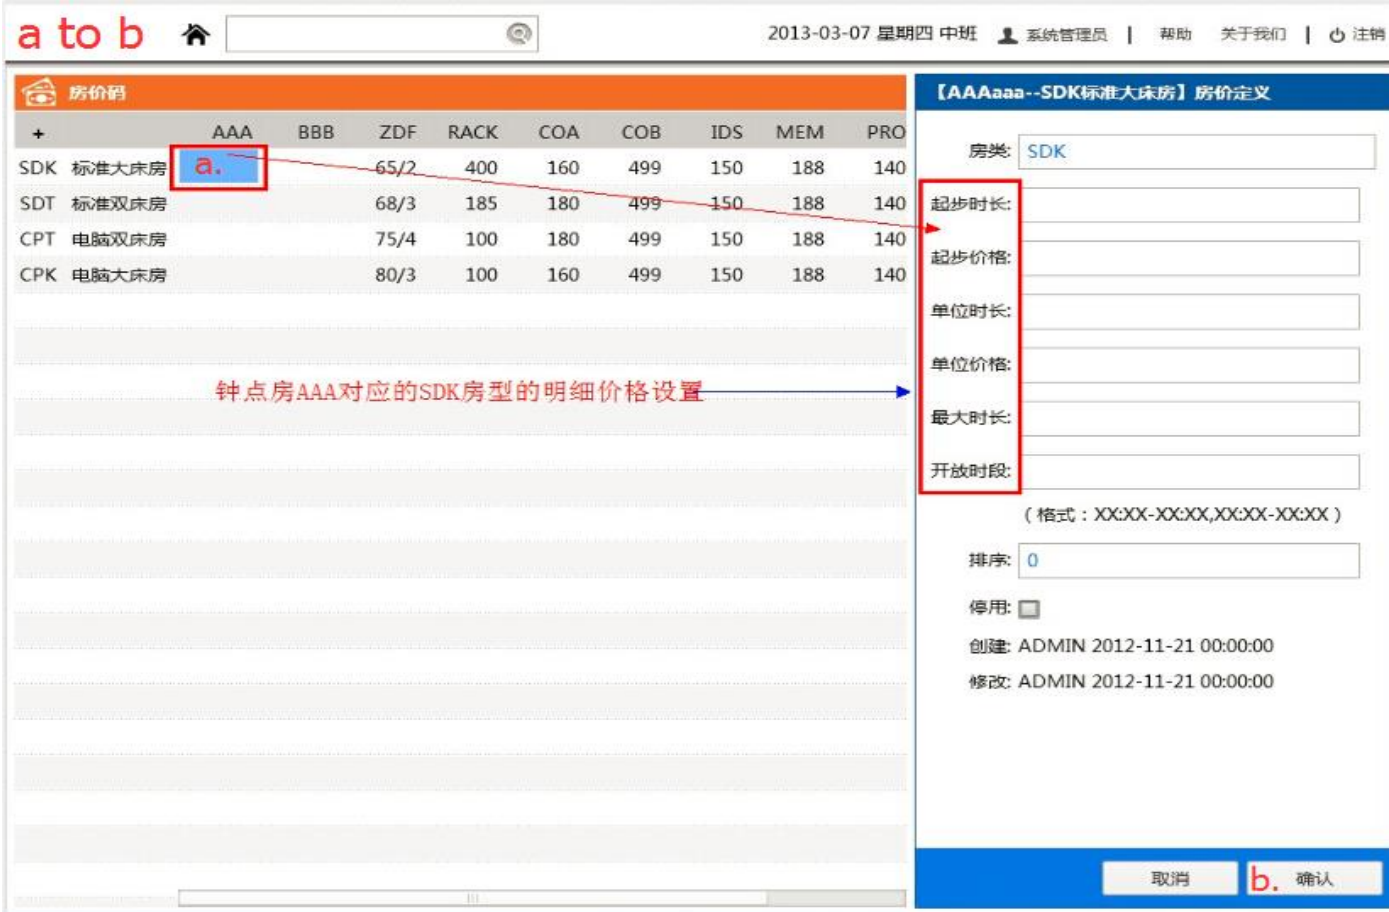 a to b
2013-03-07 星期四 中班 系统管理员 | 帮助 关于我们 | 注销
房价码
+ AAA BBB ZDF RACK COA COB IDS MEM PRO
SDK 标准大床房 a. 65/2 400 160 499 150 188 140
SDT 标准双床房 68/3 185 180 499 150 188 140
CPT 电脑双床房 75/4 100 180 499 150 188 140
CPK 电脑大床房 80/3 100 160 499 150 188 140
钟点房AAA对应的SDK房型的明细价格设置
【AAAaaa--SDK标准大床房】房价定义
房类: SDK
起步时长:
起步价格:
单位时长:
单位价格:
最大时长:
开放时段:
（格式：XX:XX-XX:XX,XX:XX-XX:XX）
排序: 0
停用:
创建: ADMIN 2012-11-21 00:00:00
修改: ADMIN 2012-11-21 00:00:00
取消 b. 确认